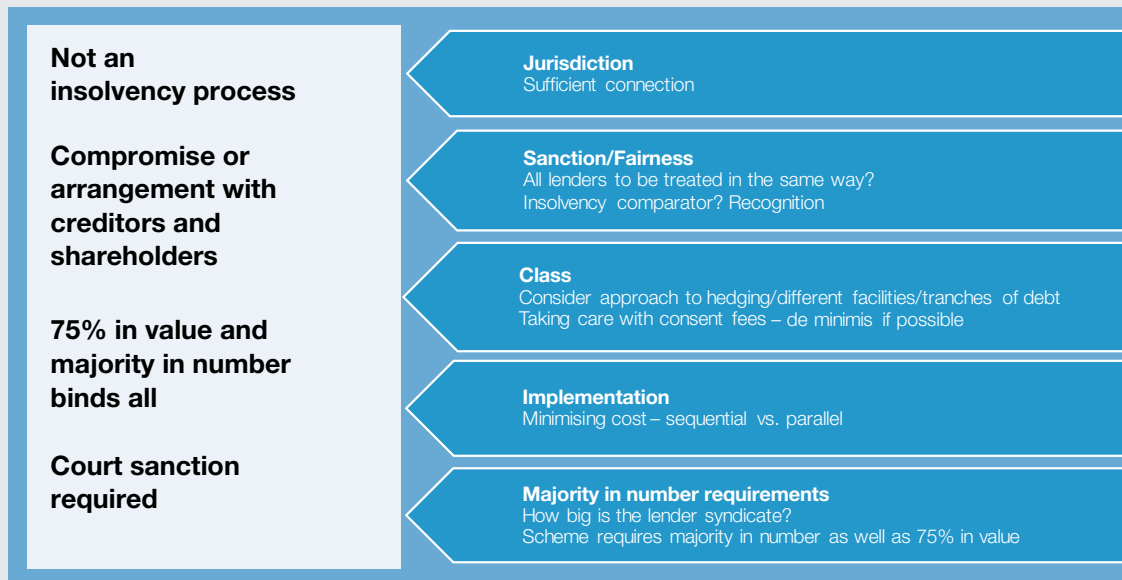 Not an
insolvency process
Compromise or
arrangement with
creditors and
shareholders
75% in value and
majority in number
binds all
Court sanction
required
Jurisdiction
Sufficient connection
Sanction/Fairness
All lenders to be treated in the same way?
Insolvency comparator? Recognition
Class
Consider approach to hedging/different facilities/tranches of debt
Taking care with consent fees – de minimis if possible
Implementation
Minimising cost – sequential vs. parallel
Majority in number requirements
How big is the lender syndicate?
Scheme requires majority in number as well as 75% in value